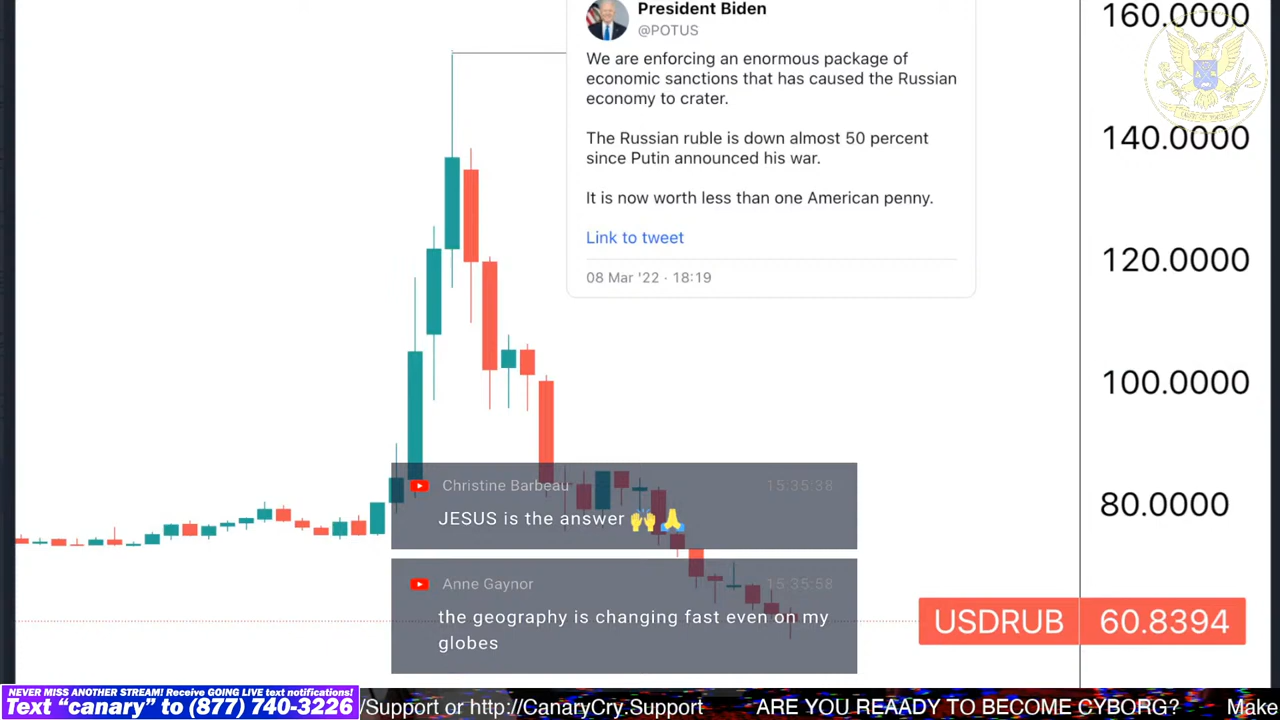 President Biden
@POTUS
We are enforcing an enormous package of
economic sanctions that has caused the Russian
economy to crater.
The Russian ruble is down almost 50 percent
since Putin announced his war.
It is now worth less than one American penny.
Link to tweet
08 Mar '22 · 18:19
160.0000
140.0000
120.0000
100.0000
80.0000
USDRUB 60.8394
Christine Barbeau 15:35:38
JESUS is the answer 🙌 🙏
Anne Gaynor 15:35:58
the geography is changing fast even on my
globes
NEVER MISS ANOTHER STREAM! Receive GOING LIVE text notifications!
Text “canary” to (877) 740-3226
/Support or http://CanaryCry.Support ARE YOU REAADY TO BECOME CYBORG? Make